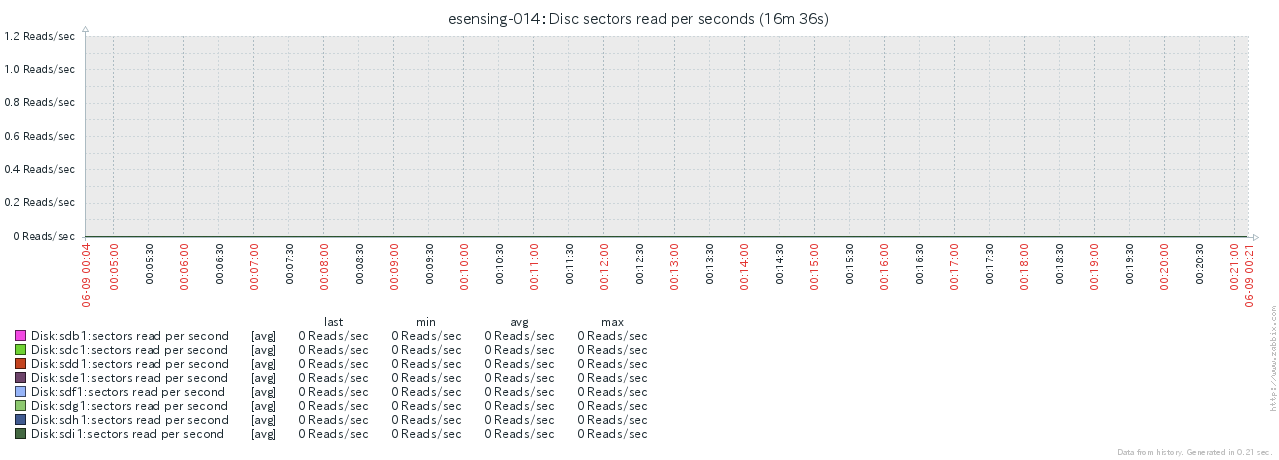 esensing-014: Disc sectors read per seconds (16m 36s)
1.2 Reads/sec
1.0 Reads/sec
0.8 Reads/sec
0.6 Reads/sec
0.4 Reads/sec
0.2 Reads/sec
0 Reads/sec
06-09 00:04
00:05:00
00:05:30
00:06:00
00:06:30
00:07:00
00:07:30
00:08:00
00:08:30
00:09:00
00:09:30
00:10:00
00:10:30
00:11:00
00:11:30
00:12:00
00:12:30
00:13:00
00:13:30
00:14:00
00:14:30
00:15:00
00:15:30
00:16:00
00:16:30
00:17:00
00:17:30
00:18:00
00:18:30
00:19:00
00:19:30
00:20:00
00:20:30
00:21:00
06-09 00:21
last min avg max
Disk:sdb1:sectors read per second [avg] 0 Reads/sec 0 Reads/sec 0 Reads/sec 0 Reads/sec
Disk:sdc1:sectors read per second [avg] 0 Reads/sec 0 Reads/sec 0 Reads/sec 0 Reads/sec
Disk:sdd1:sectors read per second [avg] 0 Reads/sec 0 Reads/sec 0 Reads/sec 0 Reads/sec
Disk:sde1:sectors read per second [avg] 0 Reads/sec 0 Reads/sec 0 Reads/sec 0 Reads/sec
Disk:sdf1:sectors read per second [avg] 0 Reads/sec 0 Reads/sec 0 Reads/sec 0 Reads/sec
Disk:sdg1:sectors read per second [avg] 0 Reads/sec 0 Reads/sec 0 Reads/sec 0 Reads/sec
Disk:sdh1:sectors read per second [avg] 0 Reads/sec 0 Reads/sec 0 Reads/sec 0 Reads/sec
Disk:sdi1:sectors read per second [avg] 0 Reads/sec 0 Reads/sec 0 Reads/sec 0 Reads/sec
https://www.zabbix.com
Data from history. Generated in 0.21 sec.